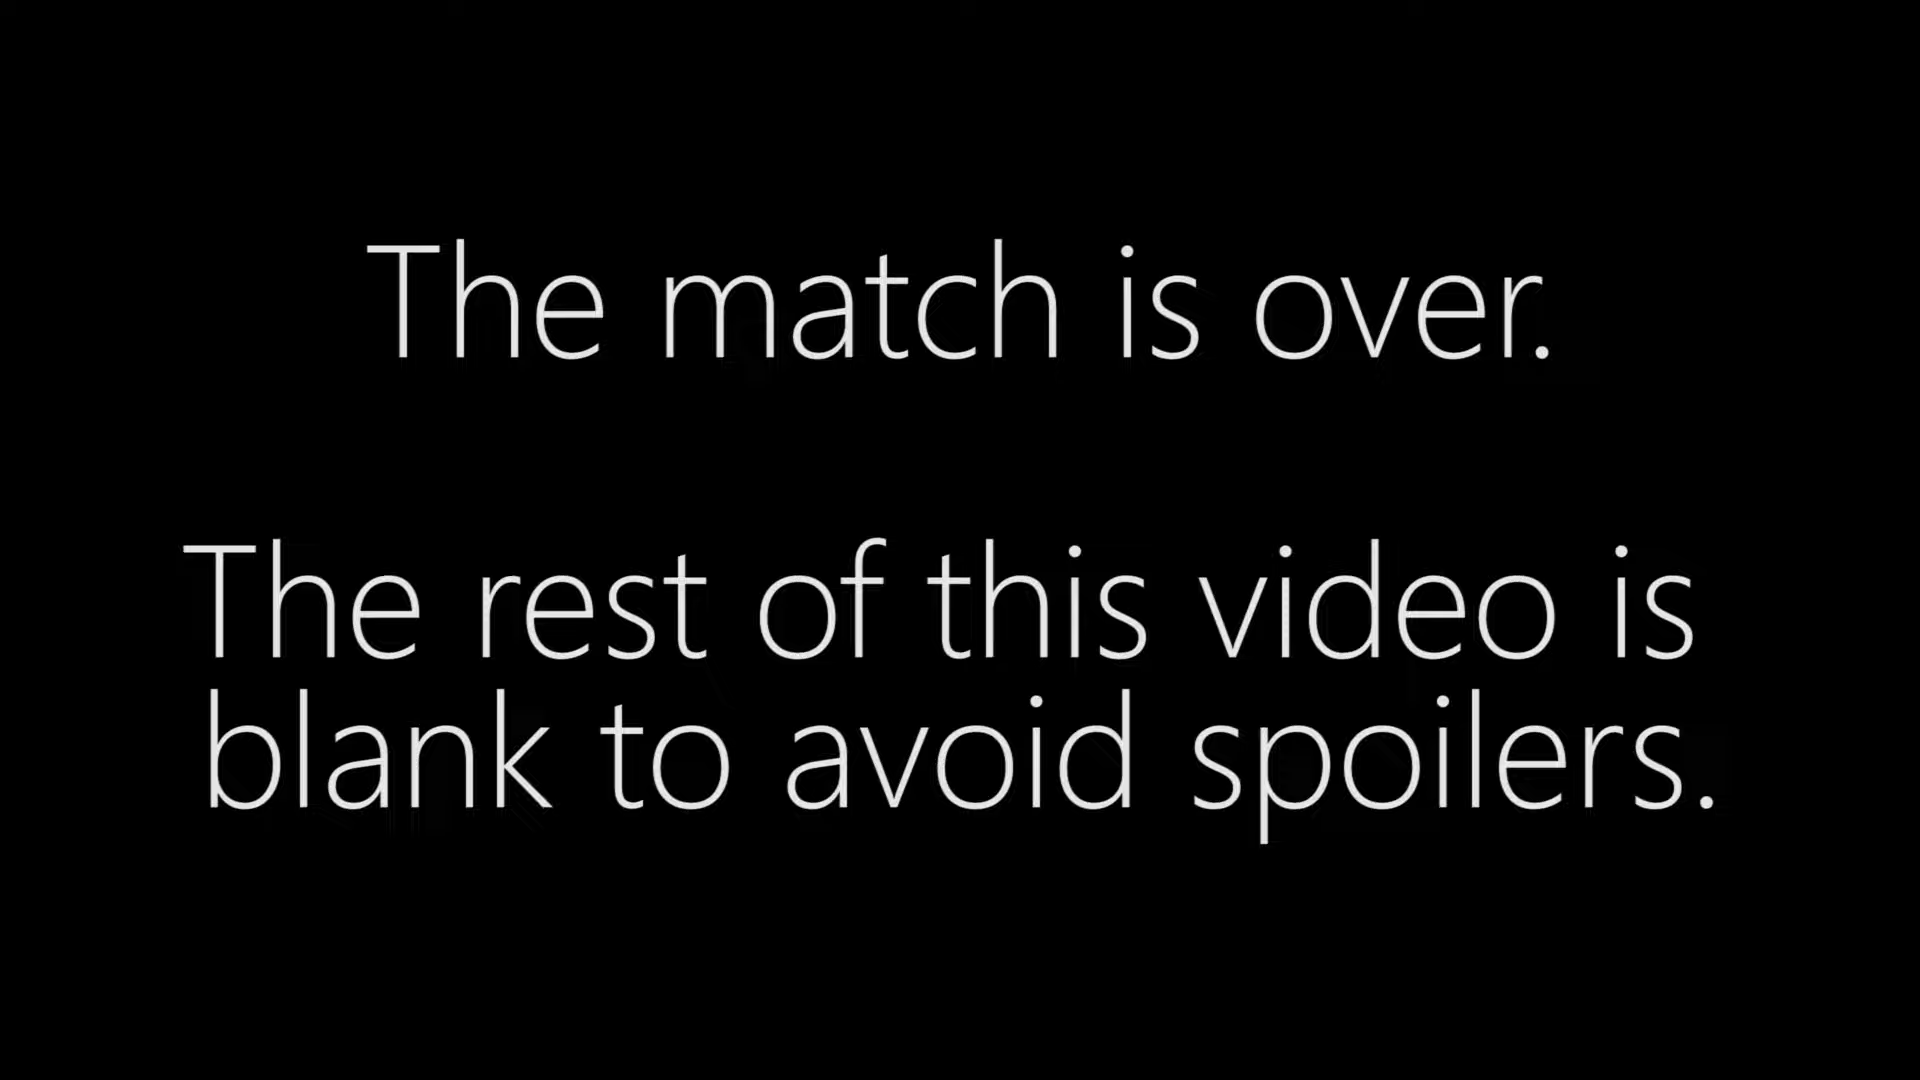 The match is over.
The rest of this video is
blank to avoid spoilers.